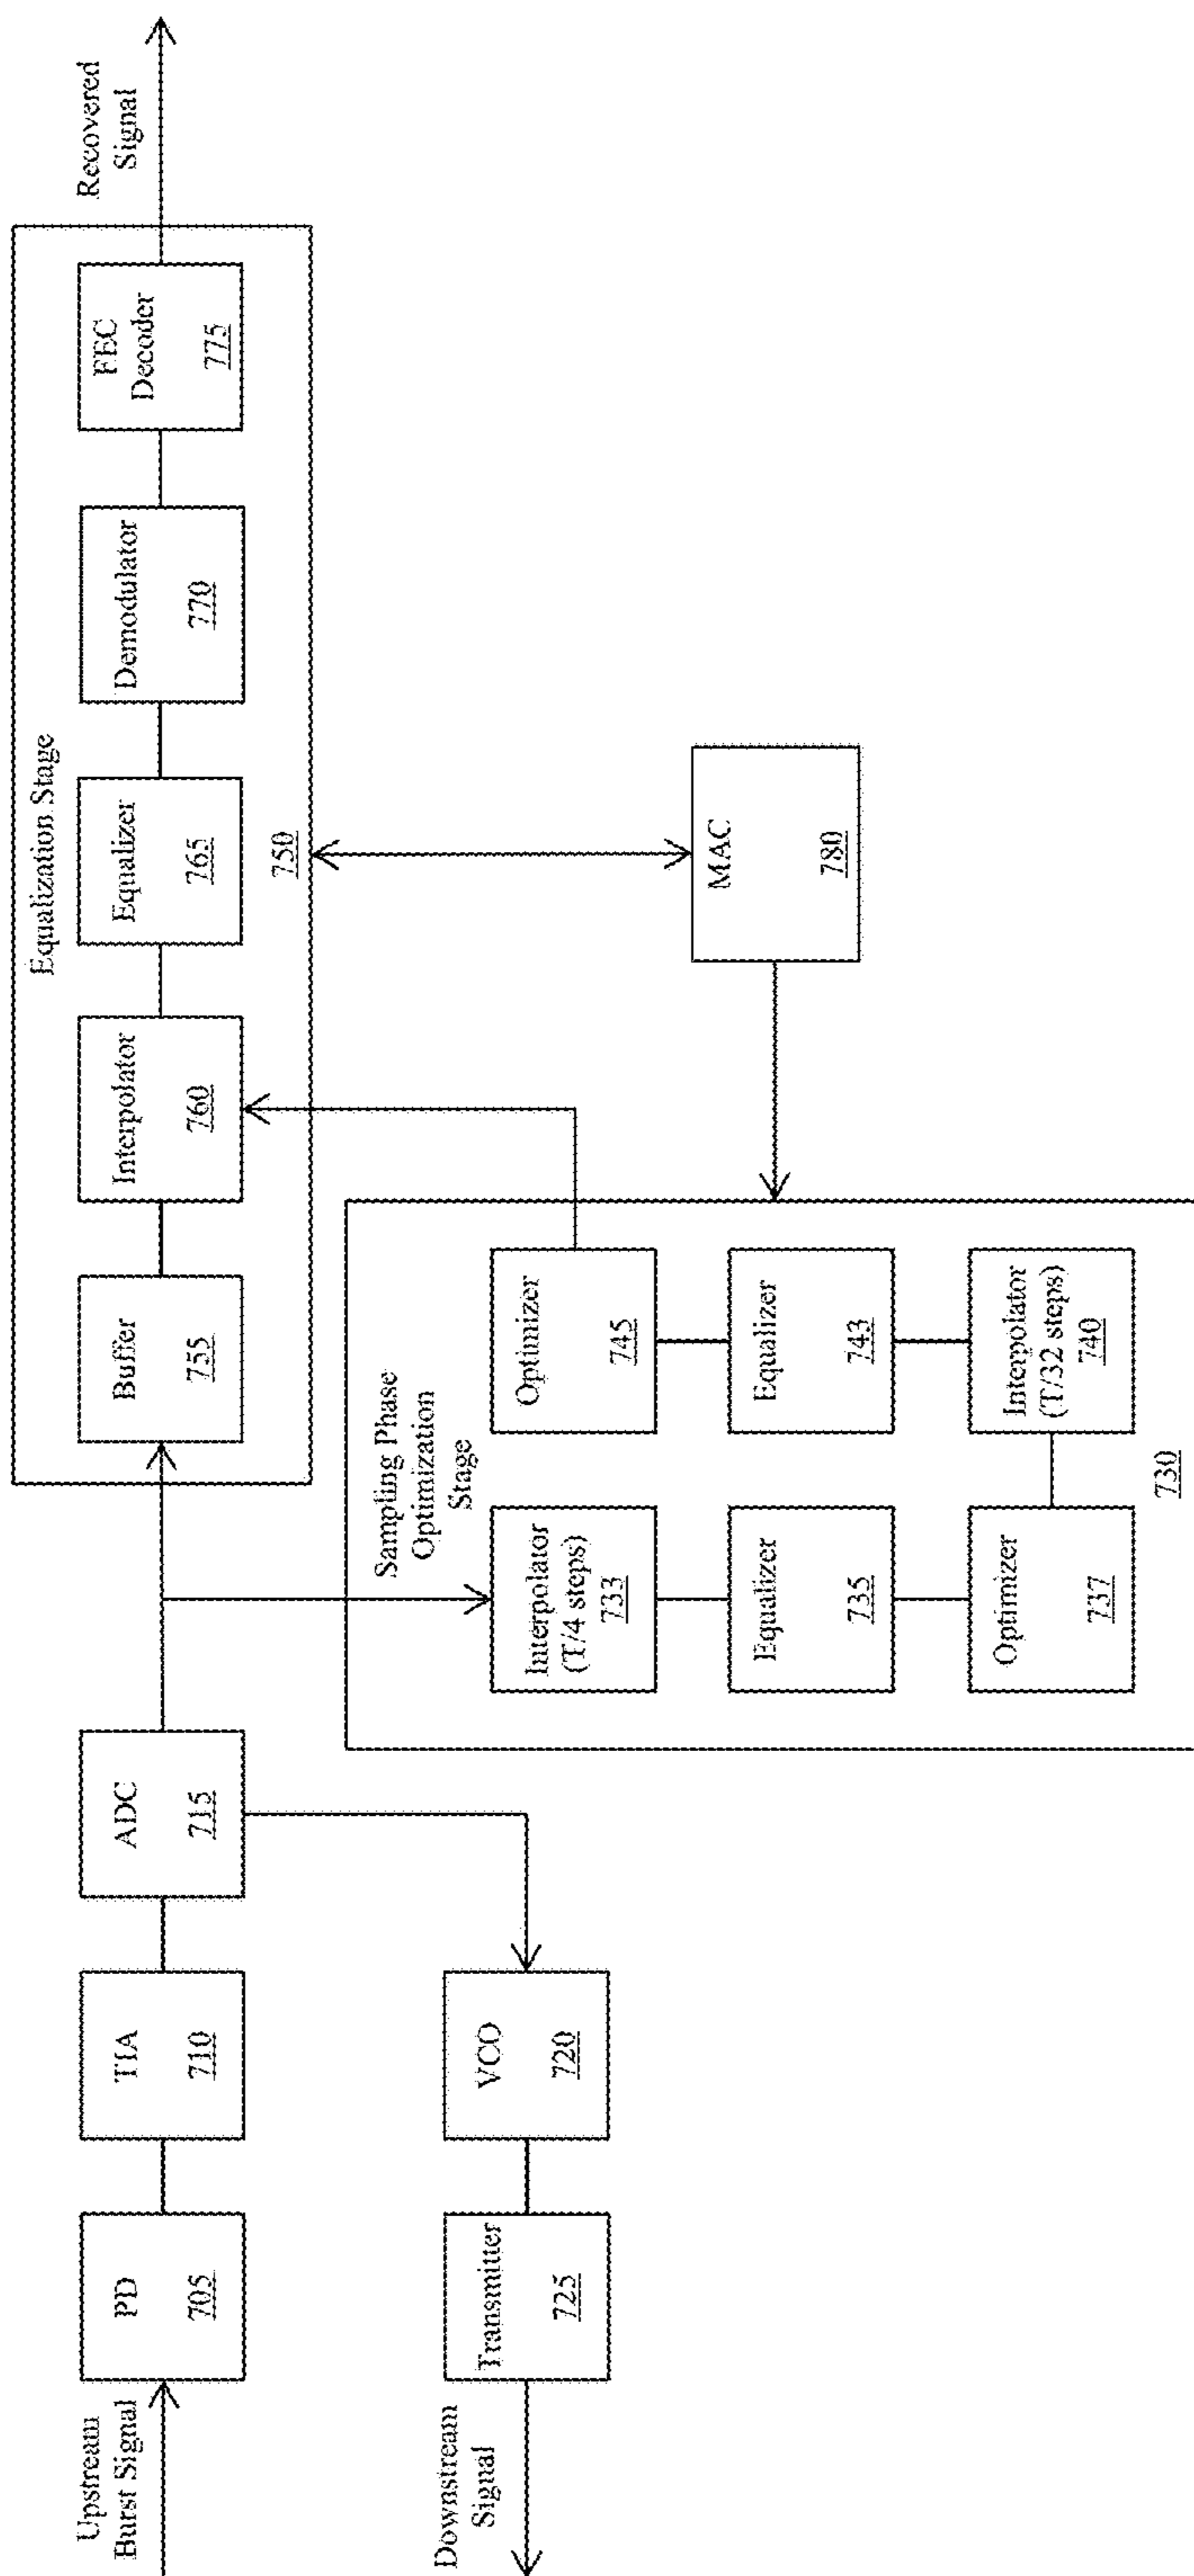 Upstream
Burst Signal
PD
705
TIA
710
ADC
715
Downstream
Signal
Transmitter
725
VCO
720
Equalization Stage
Buffer
755
Interpolator
760
Equalizer
765
Demodulator
770
FEC
Decoder
775
750
Recovered
Signal
Sampling Phase
Optimization
Stage
Interpolator
(T/4 steps)
733
Equalizer
735
Optimizer
737
Optimizer
745
Equalizer
743
Interpolator
(T/32 steps)
740
730
MAC
780